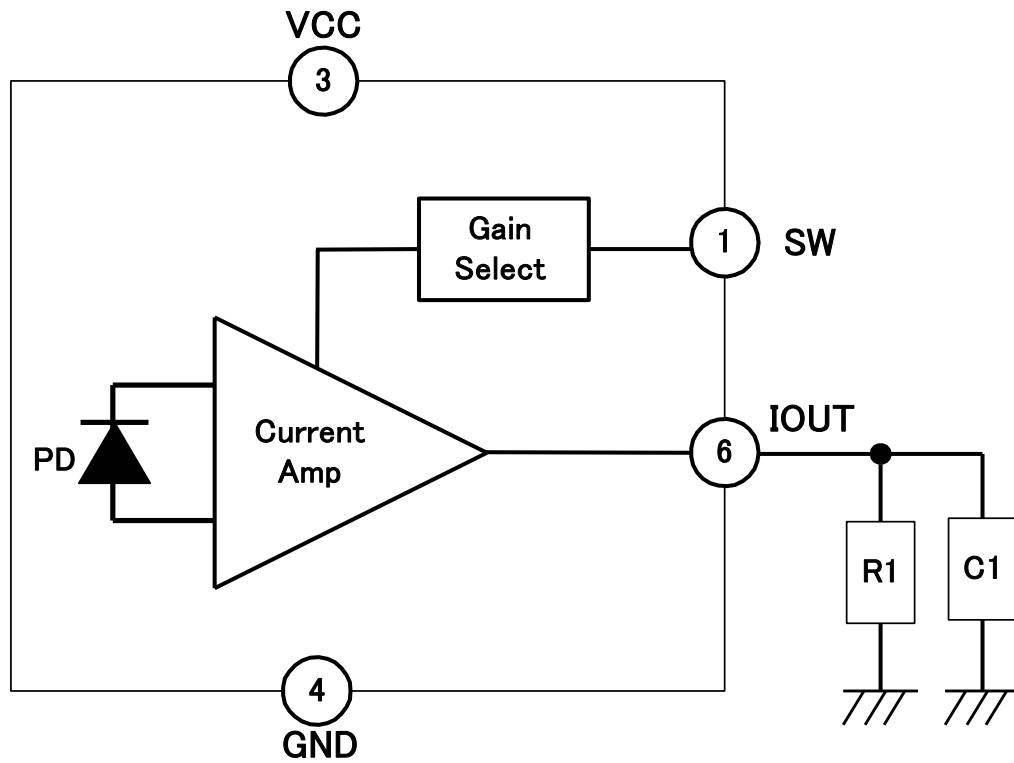 VCC
3
Gain
Select
1
SW
Current
Amp
PD
IOUT
6
R1
C1
4
GND